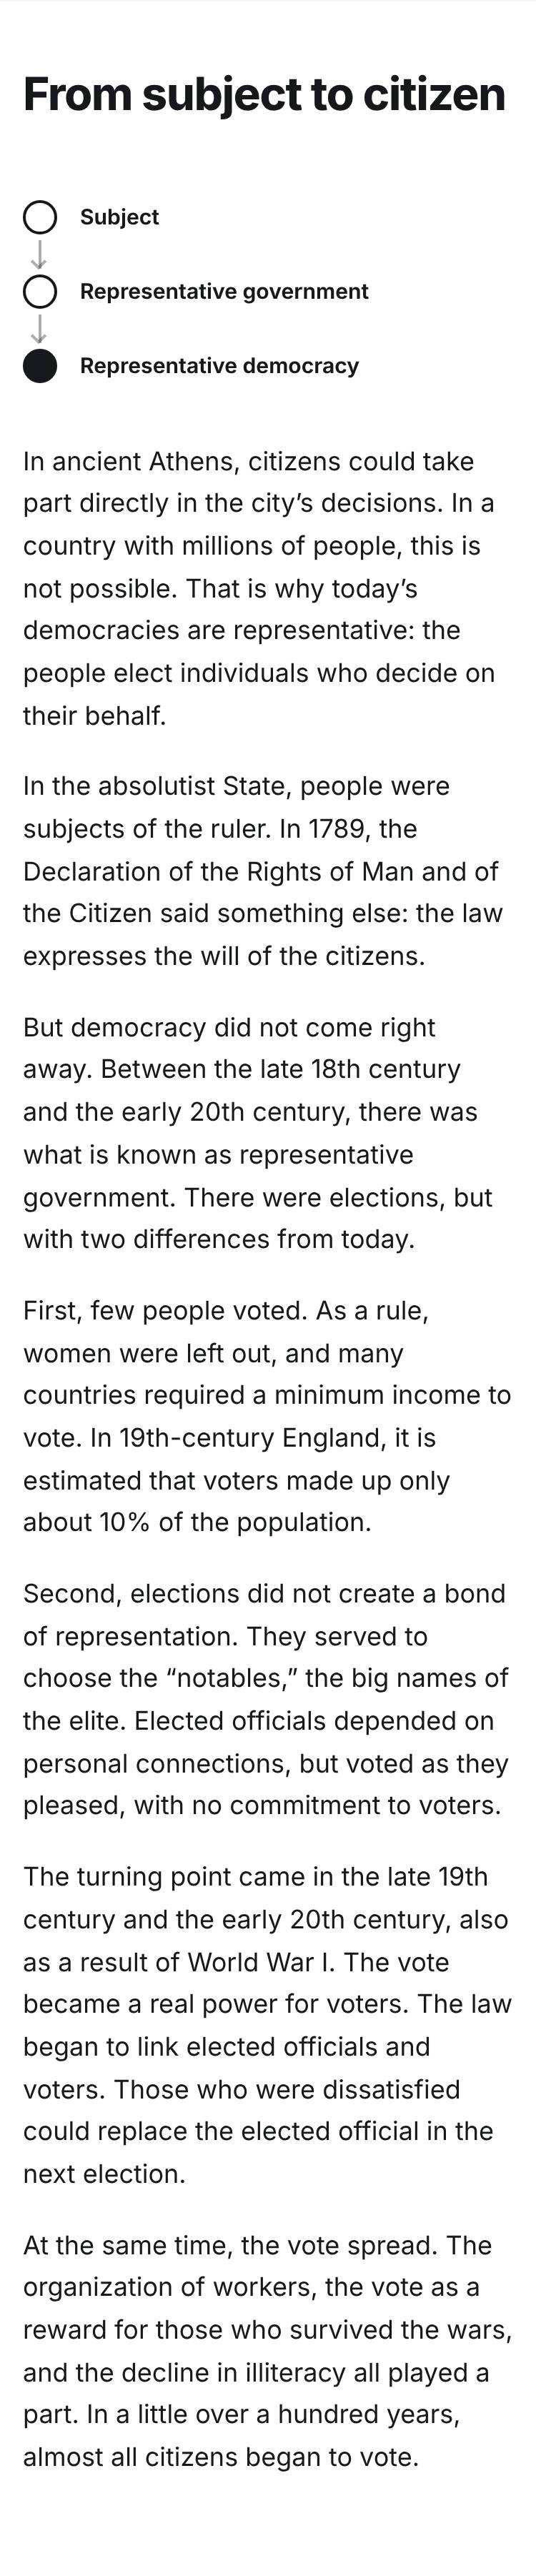 From subject to citizen
Subject
Representative government
Representative democracy
In ancient Athens, citizens could take
part directly in the city’s decisions. In a
country with millions of people, this is
not possible. That is why today’s
democracies are representative: the
people elect individuals who decide on
their behalf.
In the absolutist State, people were
subjects of the ruler. In 1789, the
Declaration of the Rights of Man and of
the Citizen said something else: the law
expresses the will of the citizens.
But democracy did not come right
away. Between the late 18th century
and the early 20th century, there was
what is known as representative
government. There were elections, but
with two differences from today.
First, few people voted. As a rule,
women were left out, and many
countries required a minimum income to
vote. In 19th-century England, it is
estimated that voters made up only
about 10% of the population.
Second, elections did not create a bond
of representation. They served to
choose the “notables,” the big names of
the elite. Elected officials depended on
personal connections, but voted as they
pleased, with no commitment to voters.
The turning point came in the late 19th
century and the early 20th century, also
as a result of World War I. The vote
became a real power for voters. The law
began to link elected officials and
voters. Those who were dissatisfied
could replace the elected official in the
next election.
At the same time, the vote spread. The
organization of workers, the vote as a
reward for those who survived the wars,
and the decline in illiteracy all played a
part. In a little over a hundred years,
almost all citizens began to vote.